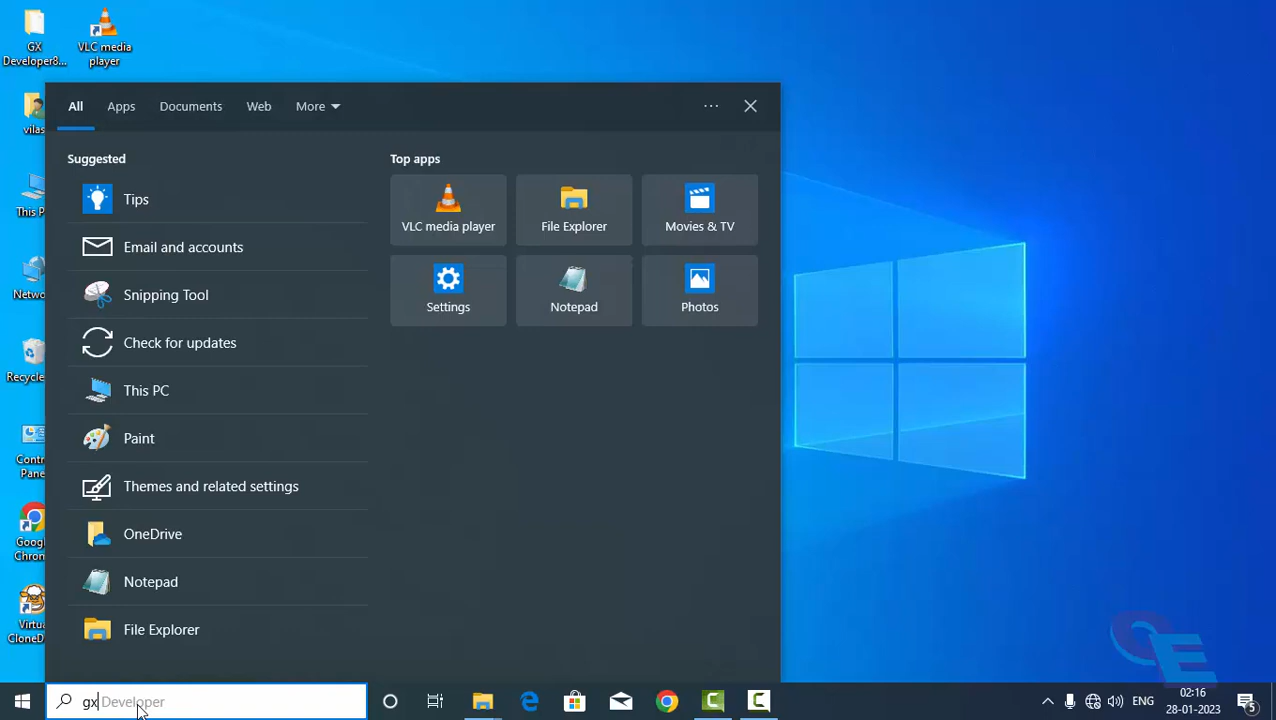 GX
Developer8...
VLC media
player
vilas
This P
Netwo
Recycle
Contr
Pane
Goog
Chron
Virtu
CloneD
All
Apps
Documents
Web
More
Suggested
Tips
Email and accounts
Snipping Tool
Check for updates
This PC
Paint
Themes and related settings
OneDrive
Notepad
File Explorer
Top apps
VLC media player
File Explorer
Movies & TV
Settings
Notepad
Photos
gx Developer
ENG
02:16
28-01-2023
5